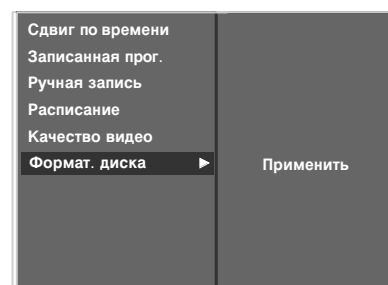 Сдвиг по времени
Записанная прог.
Ручная запись
Расписание
Качество видео
Формат. диска
Применить